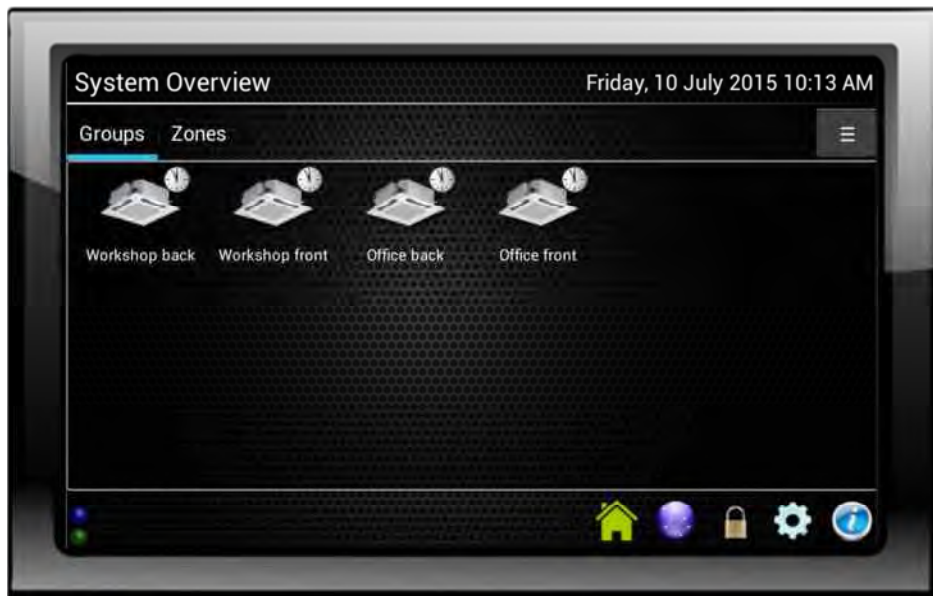 System Overview
Friday, 10 July 2015 10:13 AM
Groups Zones
Workshop back Workshop front Office back Office front